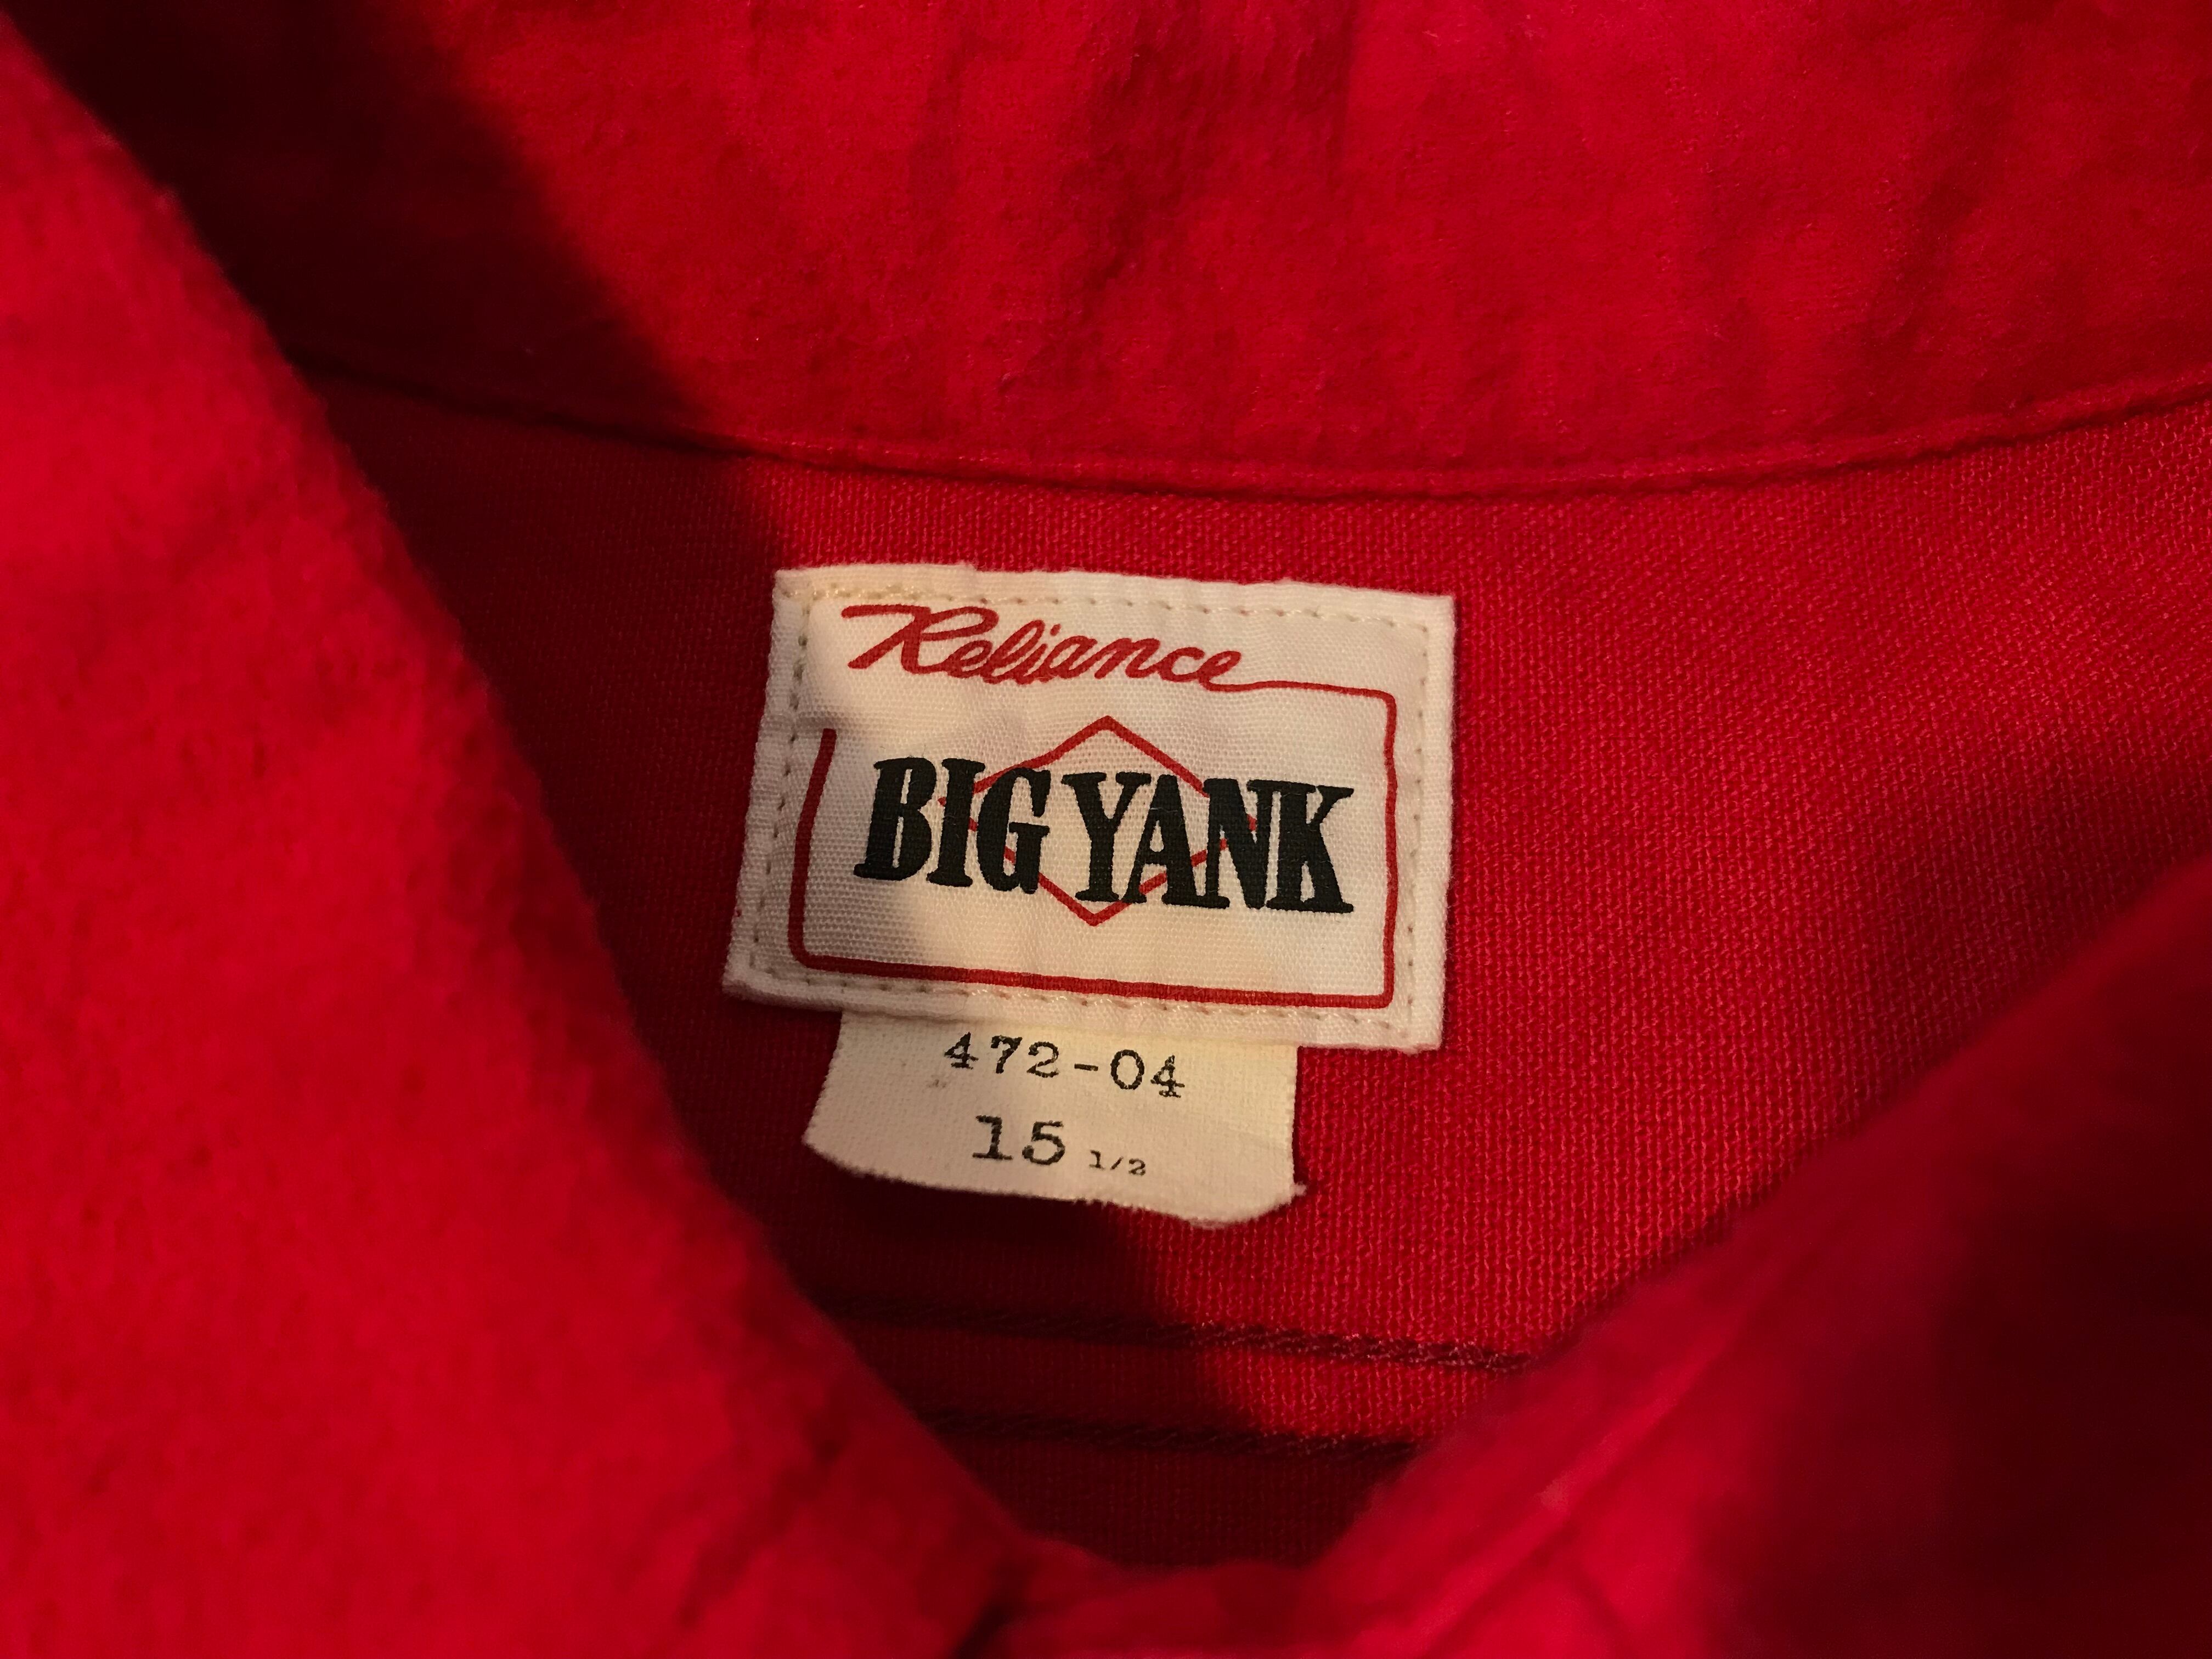 Reliance
BIG YANK
472-04
15 1/2